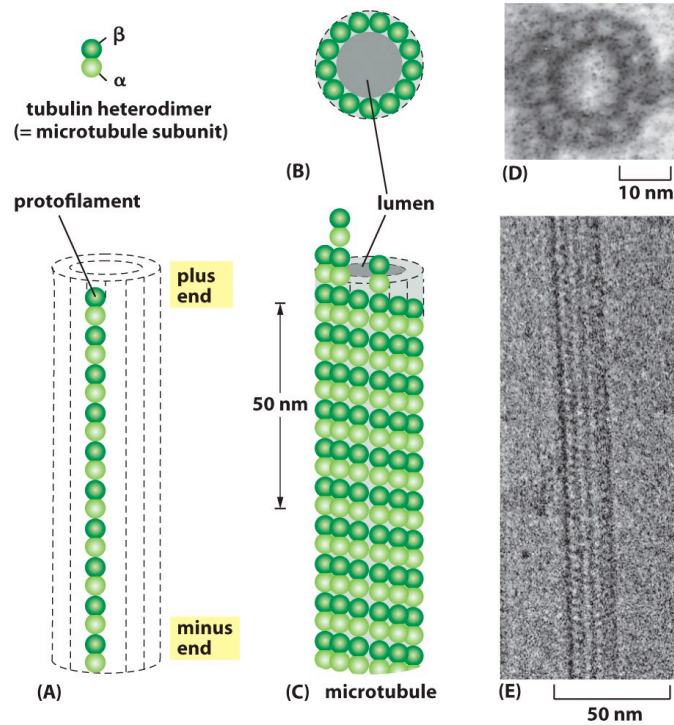 β
α
tubulin heterodimer
(= microtubule subunit)
(B)
(D)
10 nm
protofilament
lumen
plus
end
50 nm
minus
end
(A)
(C)
microtubule
(E)
50 nm